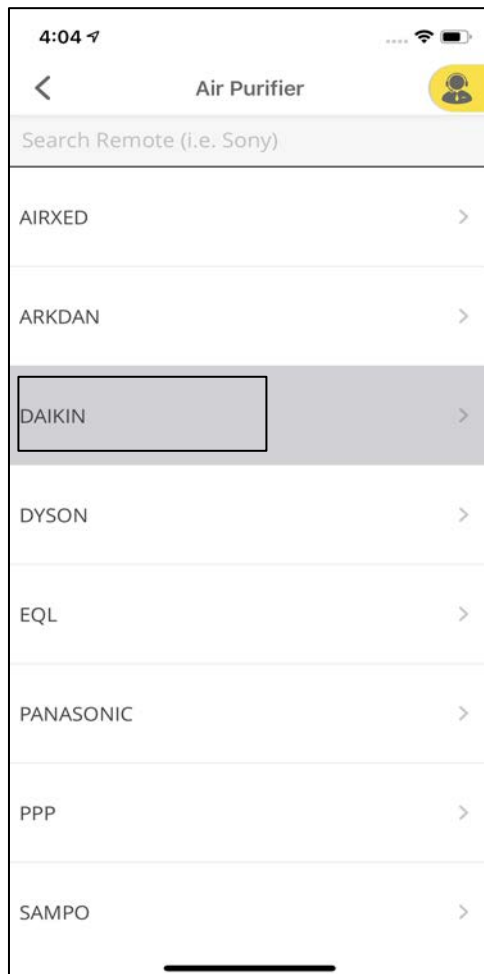 4:04
Air Purifier
Search Remote (i.e. Sony)
AIRXED
ARKDAN
DAIKIN
DYSON
EQL
PANASONIC
PPP
SAMPO